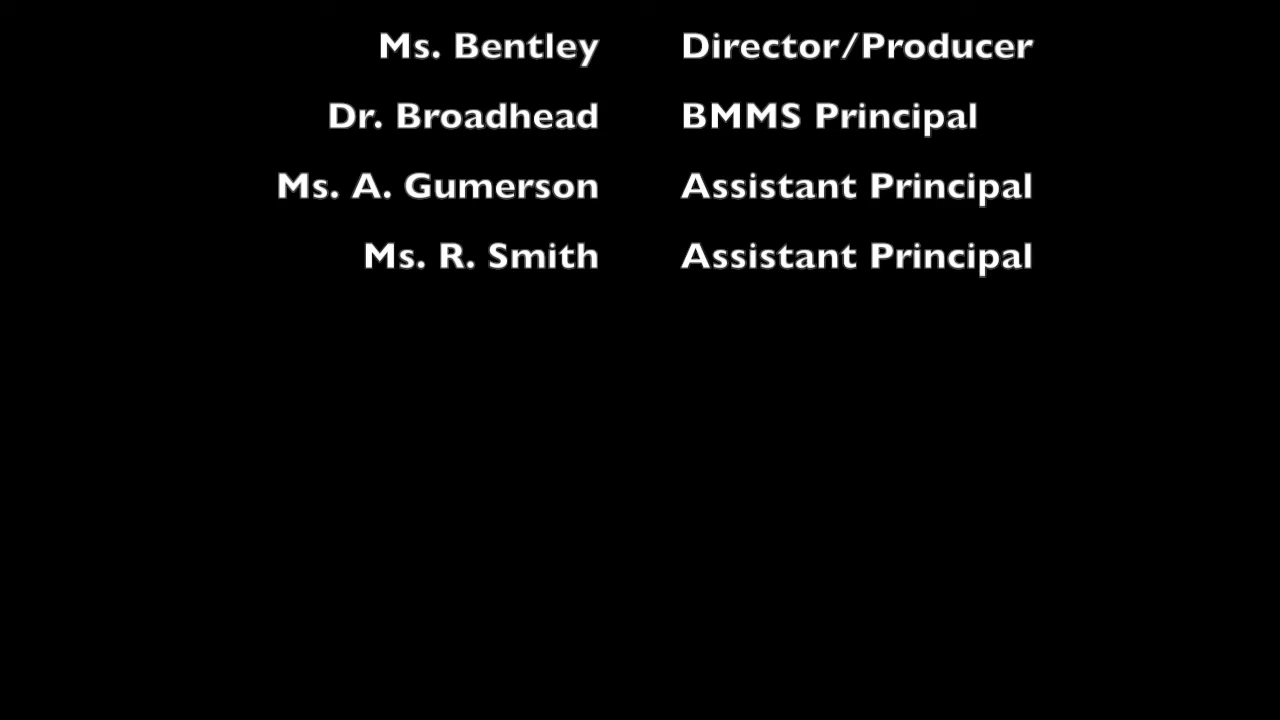 Ms. Bentley Director/Producer
Dr. Broadhead BMMS Principal
Ms. A. Gumerson Assistant Principal
Ms. R. Smith Assistant Principal